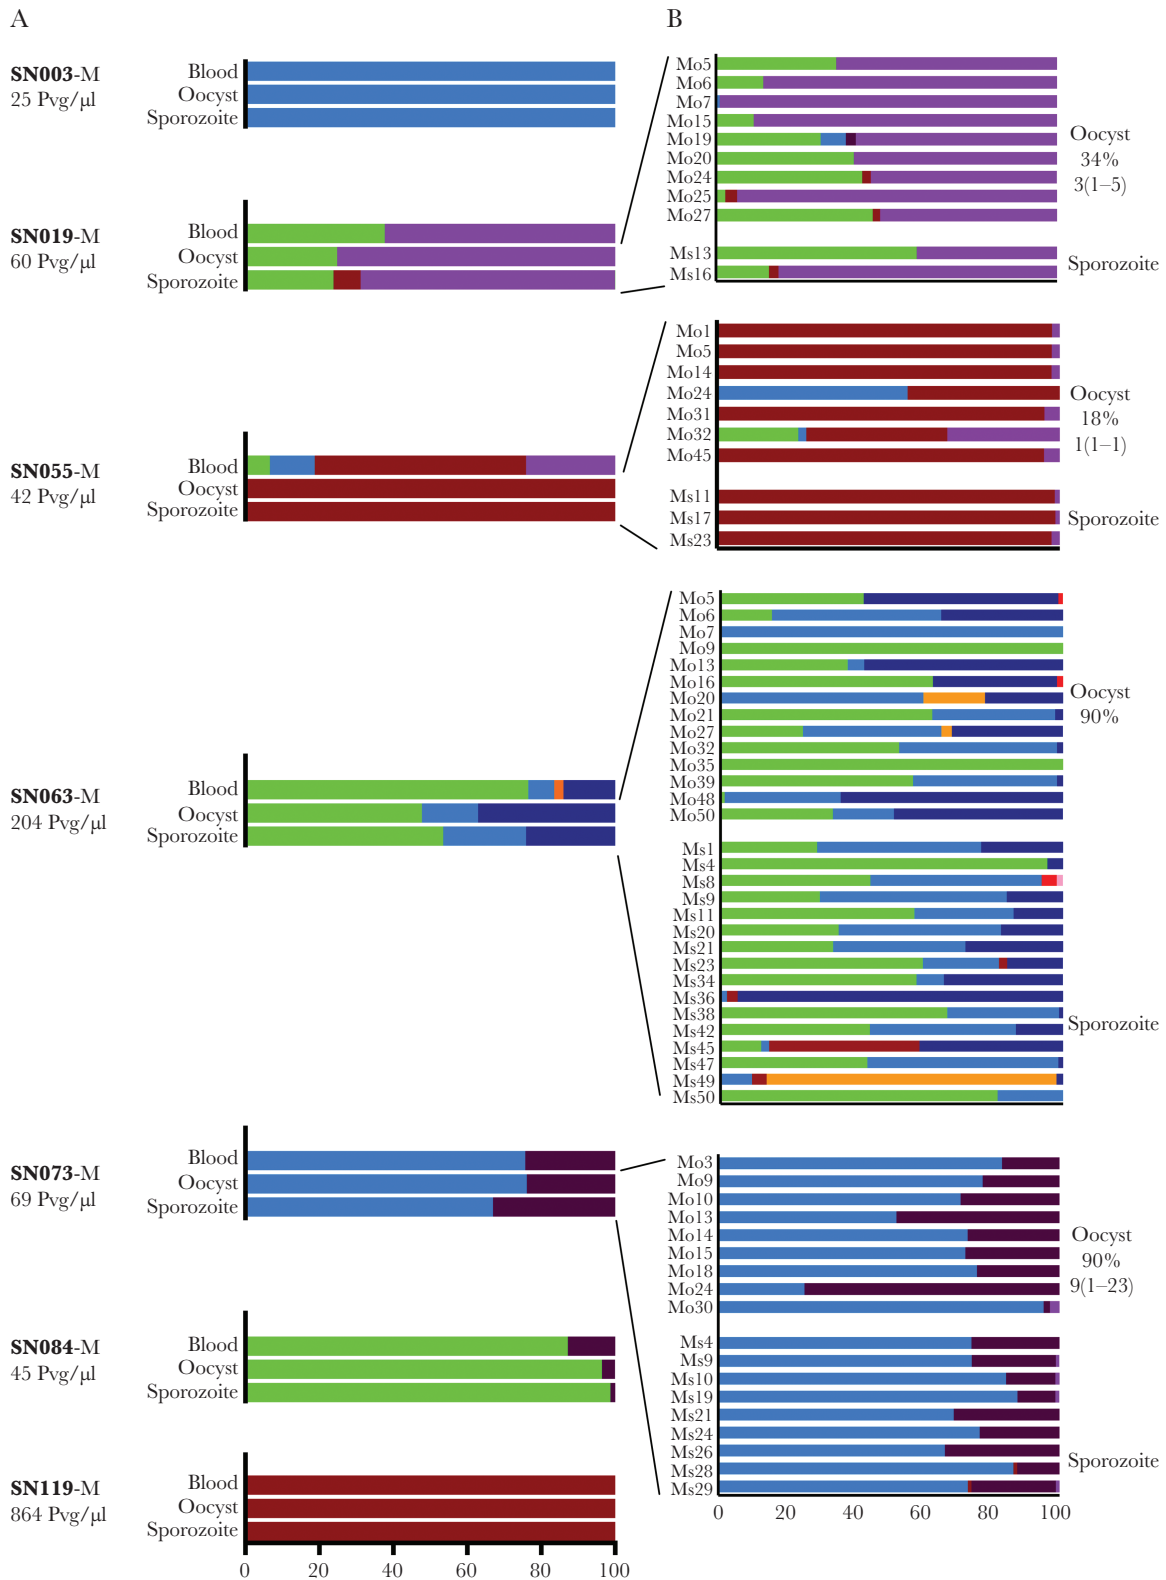 A
B
SN003-M
25 Pvg/µl
Blood
Oocyst
Sporozoite
SN019-M
60 Pvg/µl
Blood
Oocyst
Sporozoite
Mo5
Mo6
Mo7
Mo15
Mo19
Mo20
Mo24
Mo25
Mo27
Ms13
Ms16
Oocyst
34%
3(1–5)
Sporozoite
SN055-M
42 Pvg/µl
Blood
Oocyst
Sporozoite
Mo1
Mo5
Mo14
Mo24
Mo31
Mo32
Mo45
Ms11
Ms17
Ms23
Oocyst
18%
1(1–1)
Sporozoite
SN063-M
204 Pvg/µl
Blood
Oocyst
Sporozoite
Mo5
Mo6
Mo7
Mo9
Mo13
Mo16
Mo20
Mo21
Mo27
Mo32
Mo35
Mo39
Mo48
Mo50
Ms1
Ms4
Ms8
Ms9
Ms11
Ms20
Ms21
Ms23
Ms34
Ms36
Ms38
Ms42
Ms45
Ms47
Ms49
Ms50
Oocyst
90%
Sporozoite
SN073-M
69 Pvg/µl
Blood
Oocyst
Sporozoite
Mo3
Mo9
Mo10
Mo13
Mo14
Mo15
Mo18
Mo24
Mo30
Ms4
Ms9
Ms10
Ms19
Ms21
Ms24
Ms26
Ms28
Ms29
Oocyst
90%
9(1–23)
Sporozoite
0 20 40 60 80 100
SN084-M
45 Pvg/µl
Blood
Oocyst
Sporozoite
SN119-M
864 Pvg/µl
Blood
Oocyst
Sporozoite
0 20 40 60 80 100